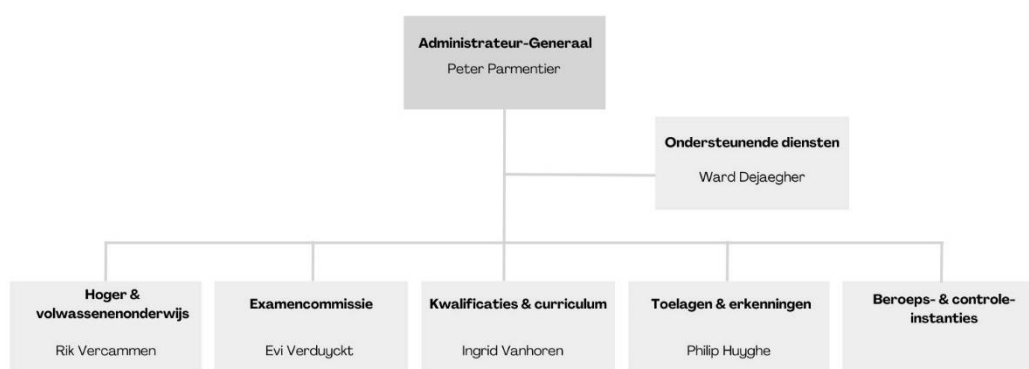 Administrateur-Generaal
Peter Parmentier
Ondersteunende diensten
Ward Dejaegher
Hoger &
volwassenenonderwijs
Rik Vercammen
Examencommissie
Evi Verduyckt
Kwalificaties & curriculum
Ingrid Vanhoren
Toelagen & erkenningen
Philip Huyghe
Beroeps- & controle-
instanties